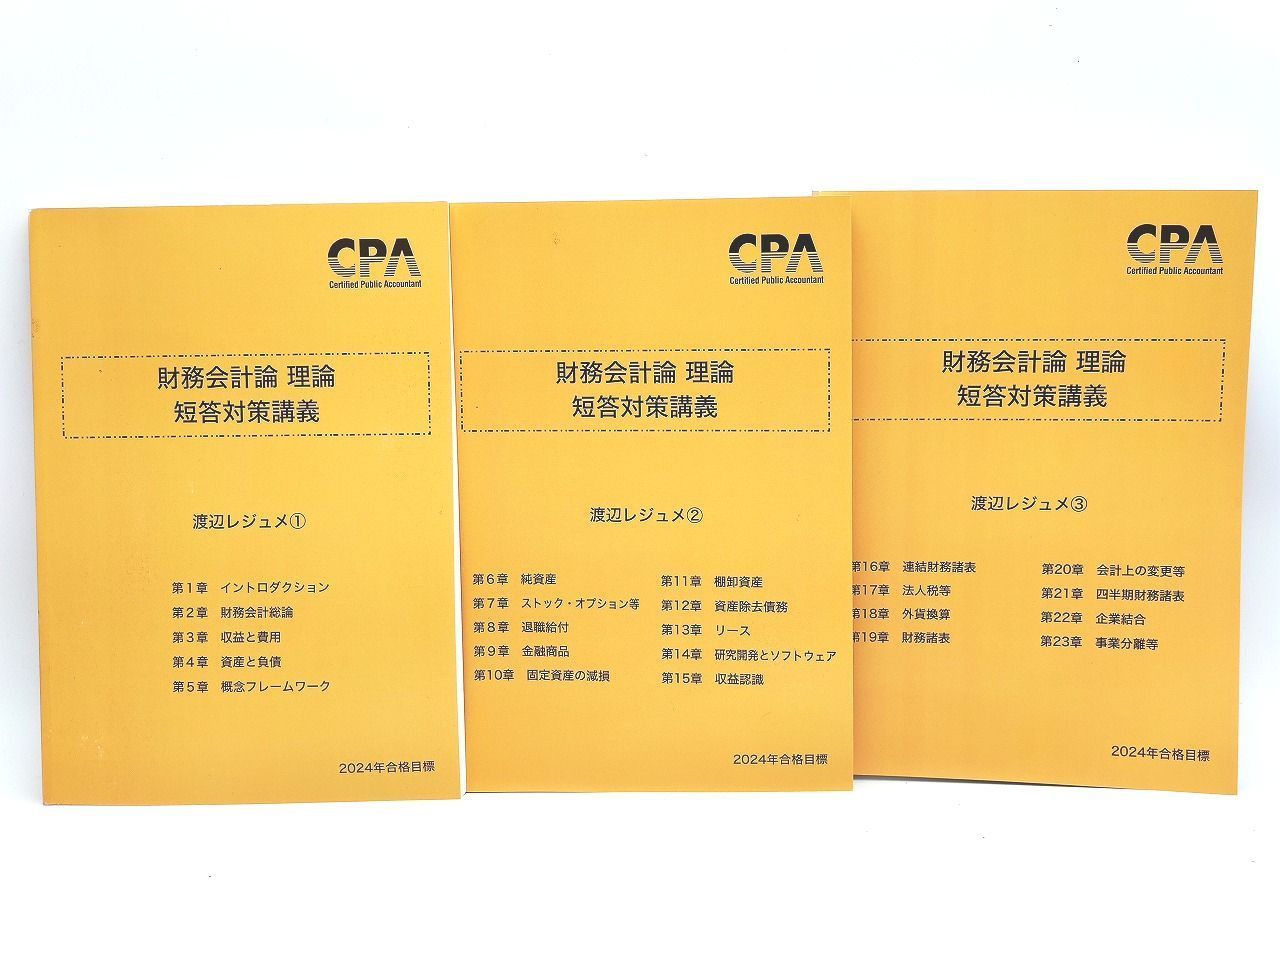 CPA
Certified Public Accountant
財務会計論 理論
短答対策講義
渡辺レジュメ①
第1章 イントロダクション
第2章 財務会計総論
第3章 収益と費用
第4章 資産と負債
第5章 概念フレームワーク
2024年合格目標
CPA
Certified Public Accountant
財務会計論 理論
短答対策講義
渡辺レジュメ②
第6章 純資産
第7章 ストック・オプション等
第8章 退職給付
第9章 金融商品
第10章 固定資産の減損
第11章 棚卸資産
第12章 資産除去債務
第13章 リース
第14章 研究開発とソフトウェア
第15章 収益認識
2024年合格目標
CPA
Certified Public Accountant
財務会計論 理論
短答対策講義
渡辺レジュメ③
第16章 連結財務諸表
第17章 法人税等
第18章 外貨換算
第19章 財務諸表
第20章 会計上の変更等
第21章 四半期財務諸表
第22章 企業結合
第23章 事業分離等
2024年合格目標